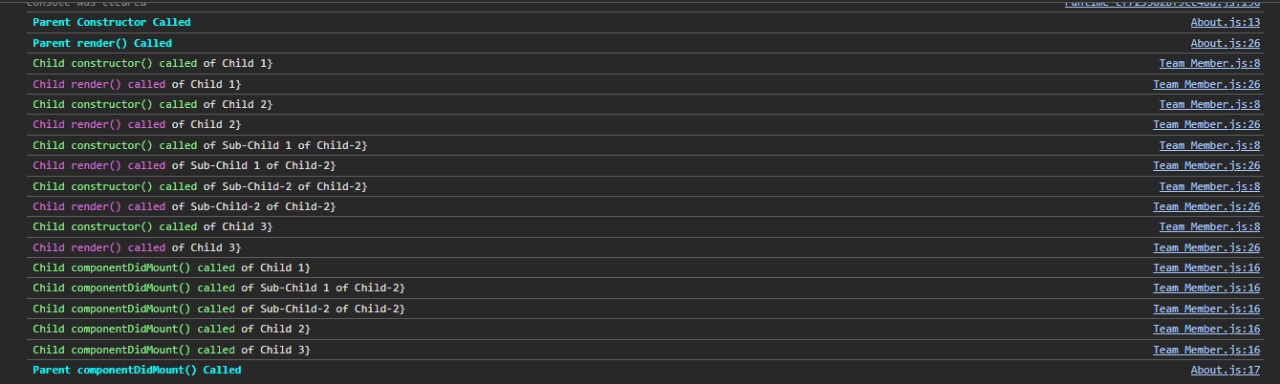 Console was cleared
Parent Constructor Called About.js:13
Parent render() Called About.js:26
Child constructor() called of Child 1} Team Member.js:8
Child render() called of Child 1} Team Member.js:26
Child constructor() called of Child 2} Team Member.js:8
Child render() called of Child 2} Team Member.js:26
Child constructor() called of Sub-Child 1 of Child-2} Team Member.js:8
Child render() called of Sub-Child 1 of Child-2} Team Member.js:26
Child constructor() called of Sub-Child-2 of Child-2} Team Member.js:8
Child render() called of Sub-Child-2 of Child-2} Team Member.js:26
Child constructor() called of Child 3} Team Member.js:8
Child render() called of Child 3} Team Member.js:26
Child componentDidMount() called of Child 1} Team Member.js:16
Child componentDidMount() called of Sub-Child 1 of Child-2} Team Member.js:16
Child componentDidMount() called of Sub-Child-2 of Child-2} Team Member.js:16
Child componentDidMount() called of Child 2} Team Member.js:16
Child componentDidMount() called of Child 3} Team Member.js:16
Parent componentDidMount() Called About.js:17